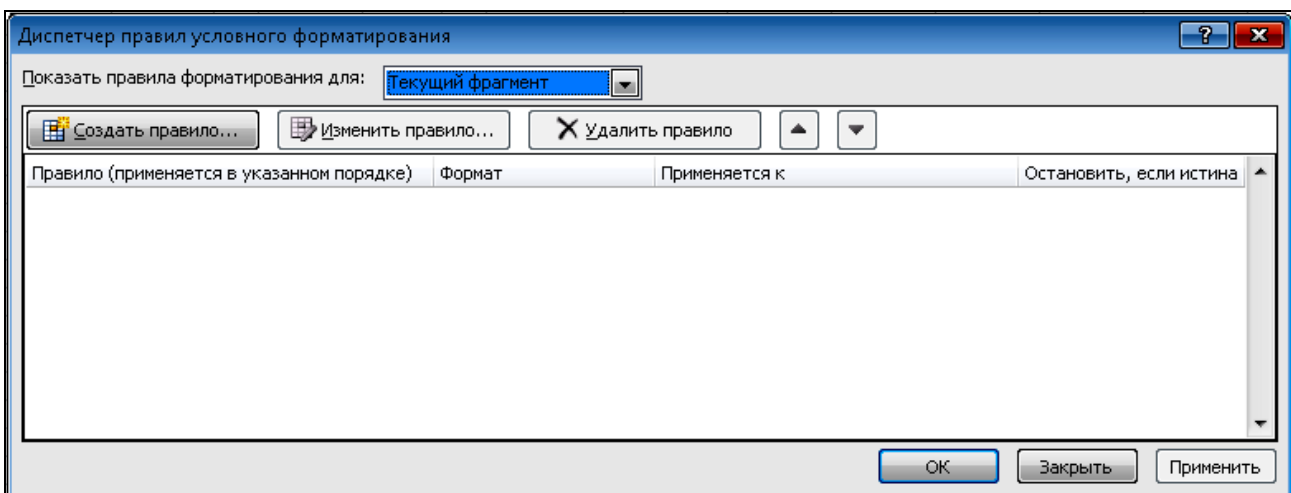 Диспетчер правил условного форматирования
Показать правила форматирования для: Текущий фрагмент
Создать правило... Изменить правило... Удалить правило
Правило (применяется в указанном порядке) Формат Применяется к Остановить, если истина
ОК Закрыть Применить